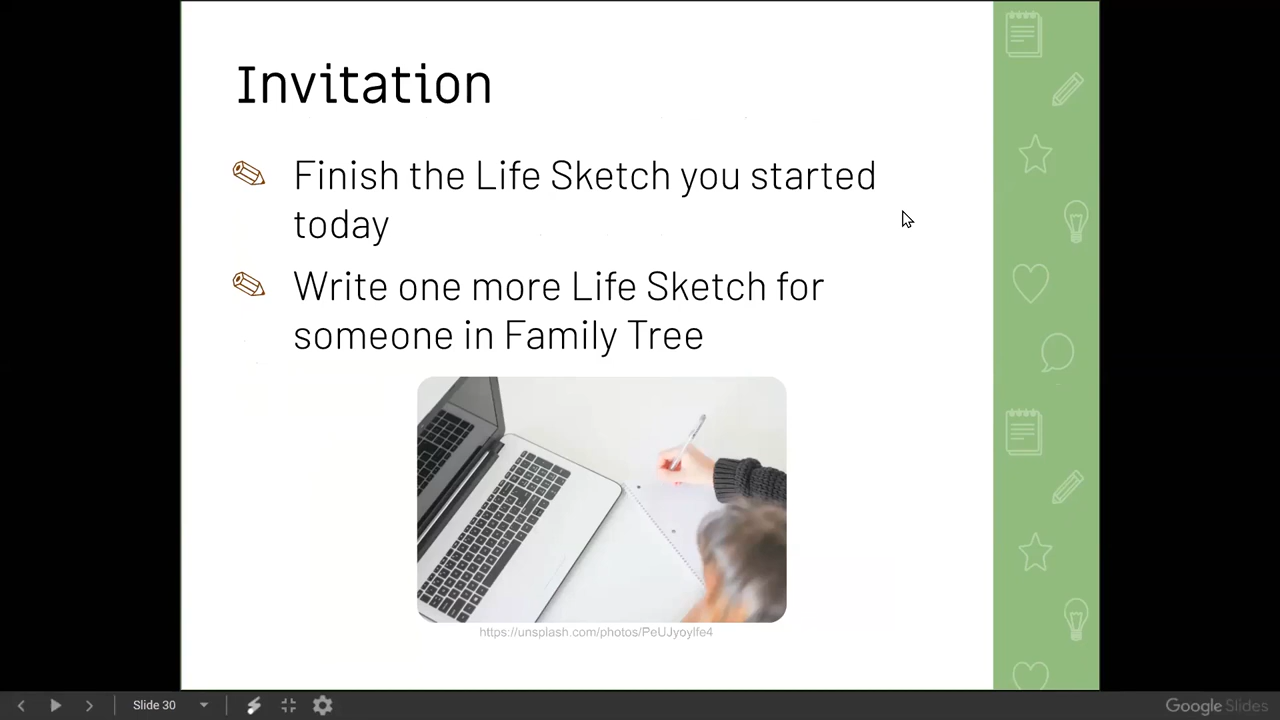 Invitation
Finish the Life Sketch you started
today
Write one more Life Sketch for
someone in Family Tree
https://unsplash.com/photos/PeUJyoylfe4
Slide 30
Google Slides